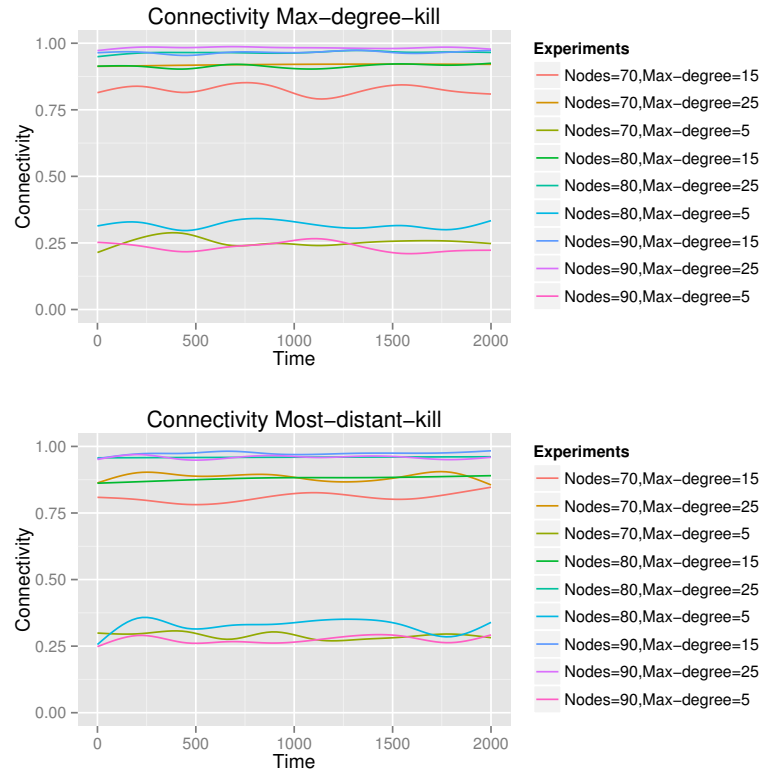 Connectivity Max−degree−kill
Connectivity
1.00
0.75
0.50
0.25
0.00
0 500 1000 1500 2000
Time
Experiments
Nodes=70,Max−degree=15
Nodes=70,Max−degree=25
Nodes=70,Max−degree=5
Nodes=80,Max−degree=15
Nodes=80,Max−degree=25
Nodes=80,Max−degree=5
Nodes=90,Max−degree=15
Nodes=90,Max−degree=25
Nodes=90,Max−degree=5
Connectivity Most−distant−kill
Connectivity
1.00
0.75
0.50
0.25
0.00
0 500 1000 1500 2000
Time
Experiments
Nodes=70,Max−degree=15
Nodes=70,Max−degree=25
Nodes=70,Max−degree=5
Nodes=80,Max−degree=15
Nodes=80,Max−degree=25
Nodes=80,Max−degree=5
Nodes=90,Max−degree=15
Nodes=90,Max−degree=25
Nodes=90,Max−degree=5